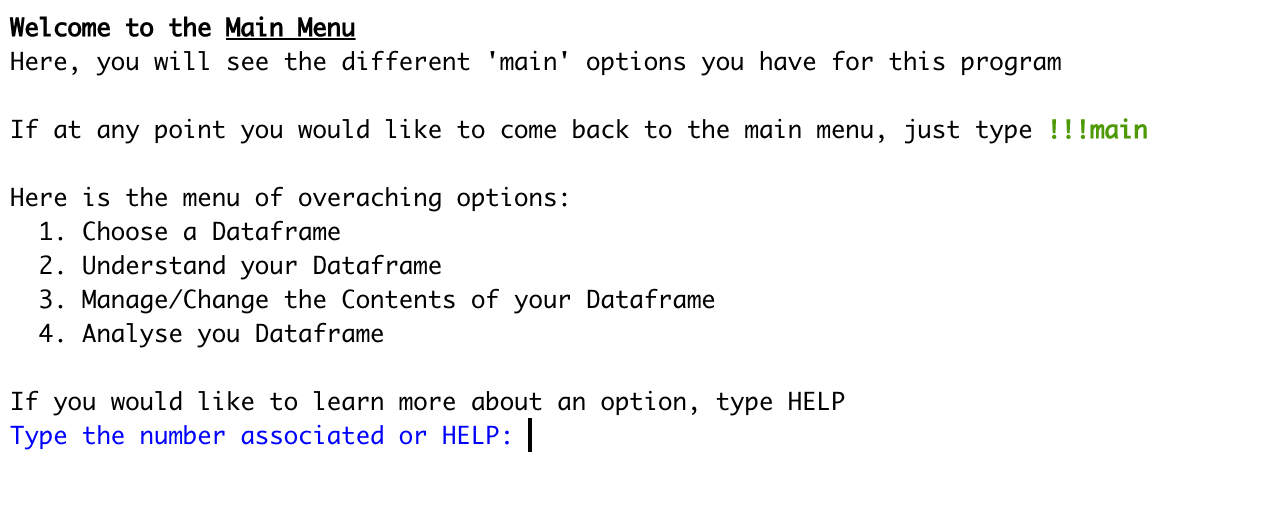 Welcome to the Main Menu
Here, you will see the different 'main' options you have for this program
If at any point you would like to come back to the main menu, just type !!!main
Here is the menu of overaching options:
1. Choose a Dataframe
2. Understand your Dataframe
3. Manage/Change the Contents of your Dataframe
4. Analyse you Dataframe
If you would like to learn more about an option, type HELP
Type the number associated or HELP: